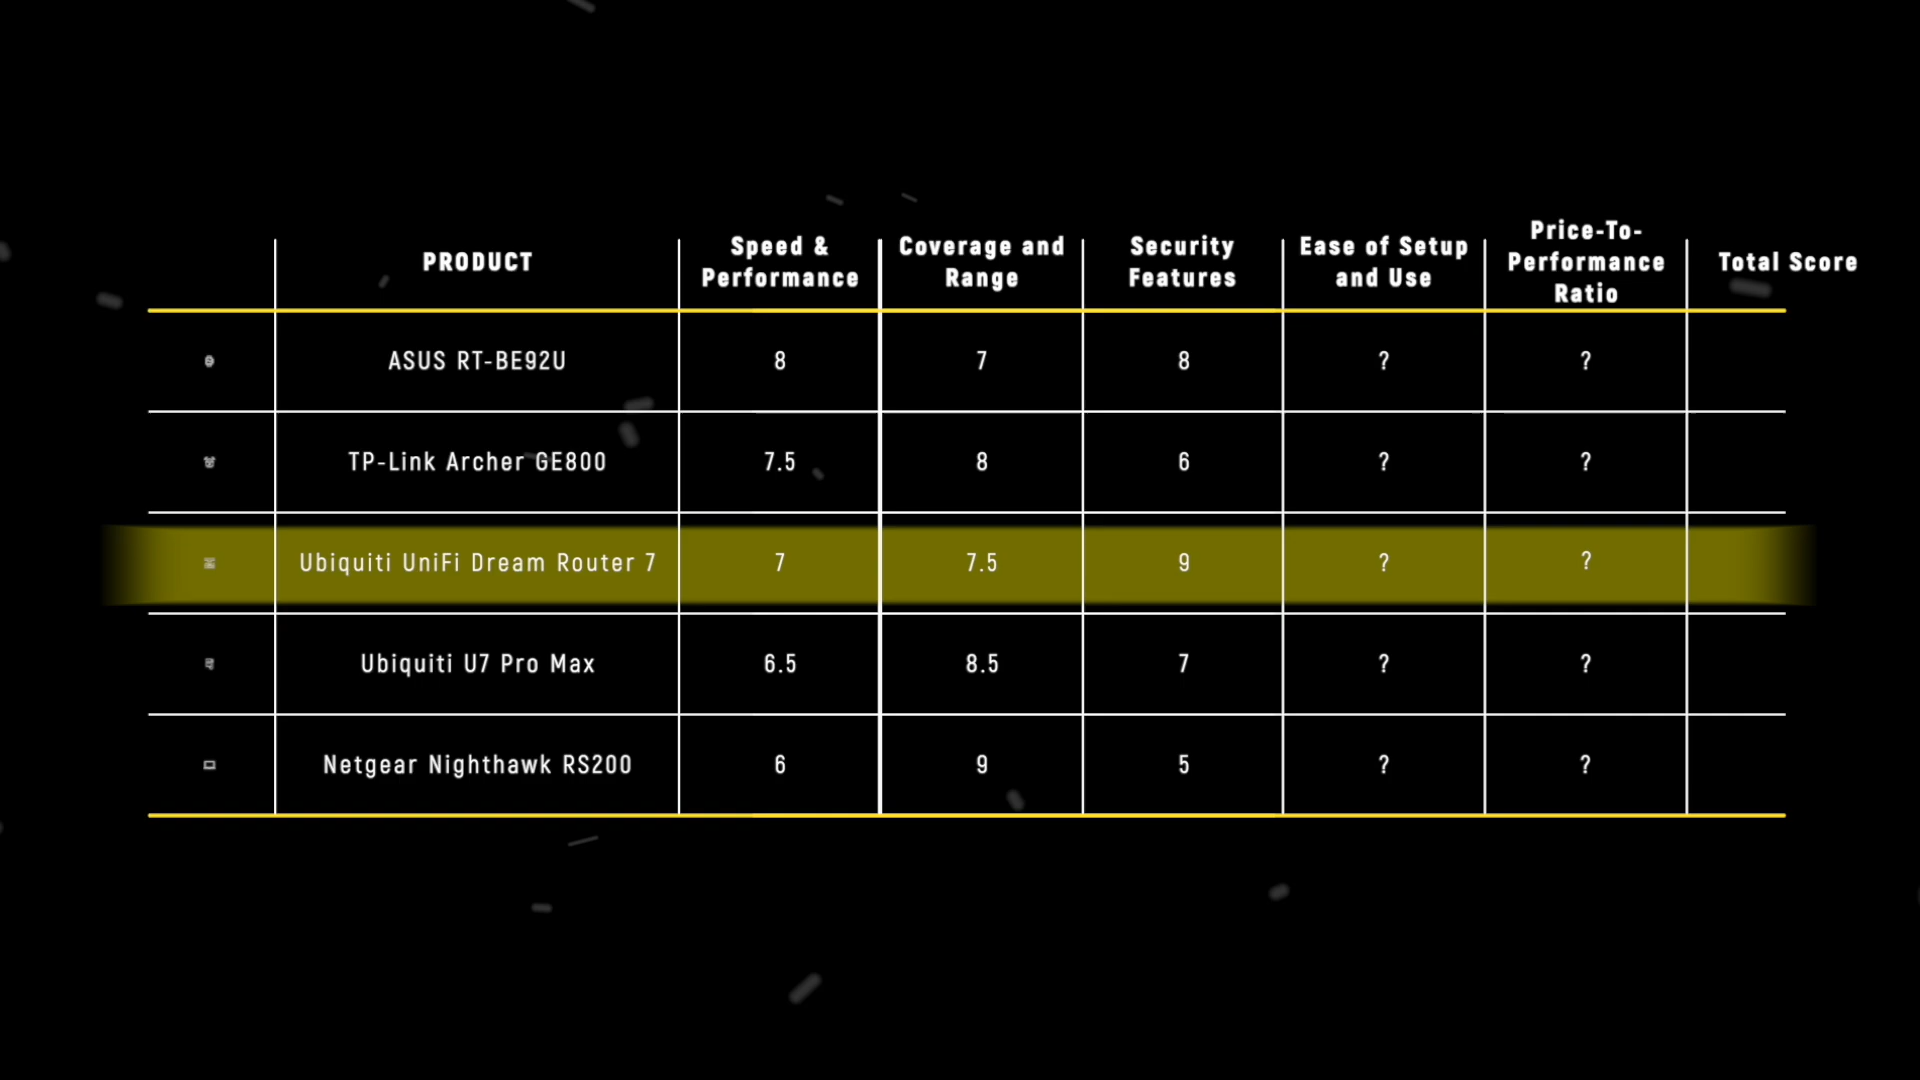 PRODUCT
Speed &
Performance
Coverage and
Range
Security
Features
Ease of Setup
and Use
Price-To-
Performance
Ratio
Total Score
ASUS RT-BE92U 8 7 8 ? ?
TP-Link Archer GE800 7.5 8 6 ? ?
Ubiquiti UniFi Dream Router 7 7 7.5 9 ? ?
Ubiquiti U7 Pro Max 6.5 8.5 7 ? ?
Netgear Nighthawk RS200 6 9 5 ? ?